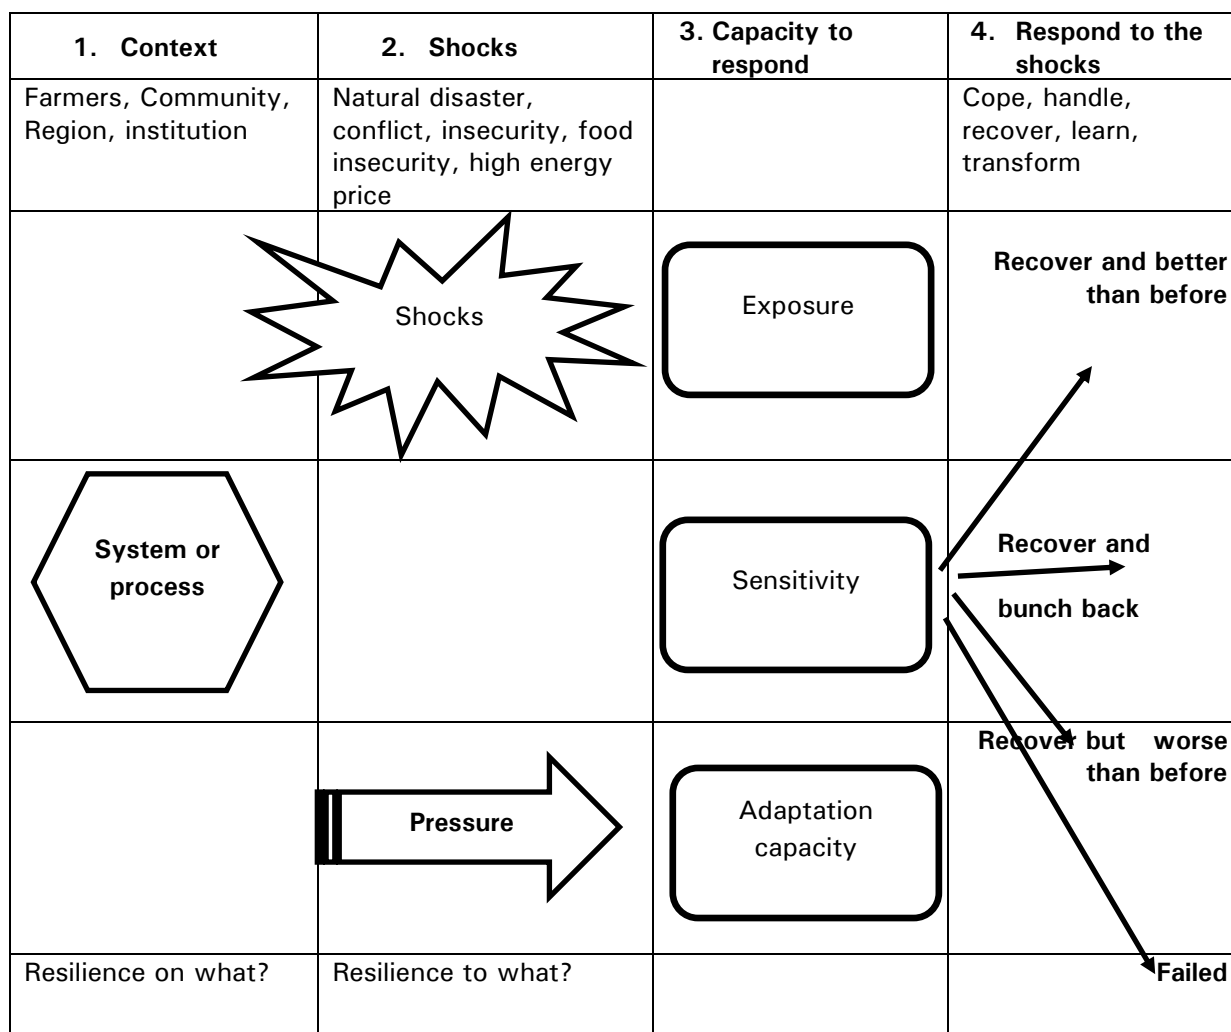 1. Context
2. Shocks
3. Capacity to
respond
4. Respond to the
shocks
Farmers, Community,
Region, institution
Natural disaster,
conflict, insecurity, food
insecurity, high energy
price
Cope, handle,
recover, learn,
transform
Shocks
Exposure
Recover and better
than before
System or
process
Sensitivity
Recover and
bunch back
Pressure
Adaptation
capacity
Recover but worse
than before
Resilience on what?
Resilience to what?
Failed